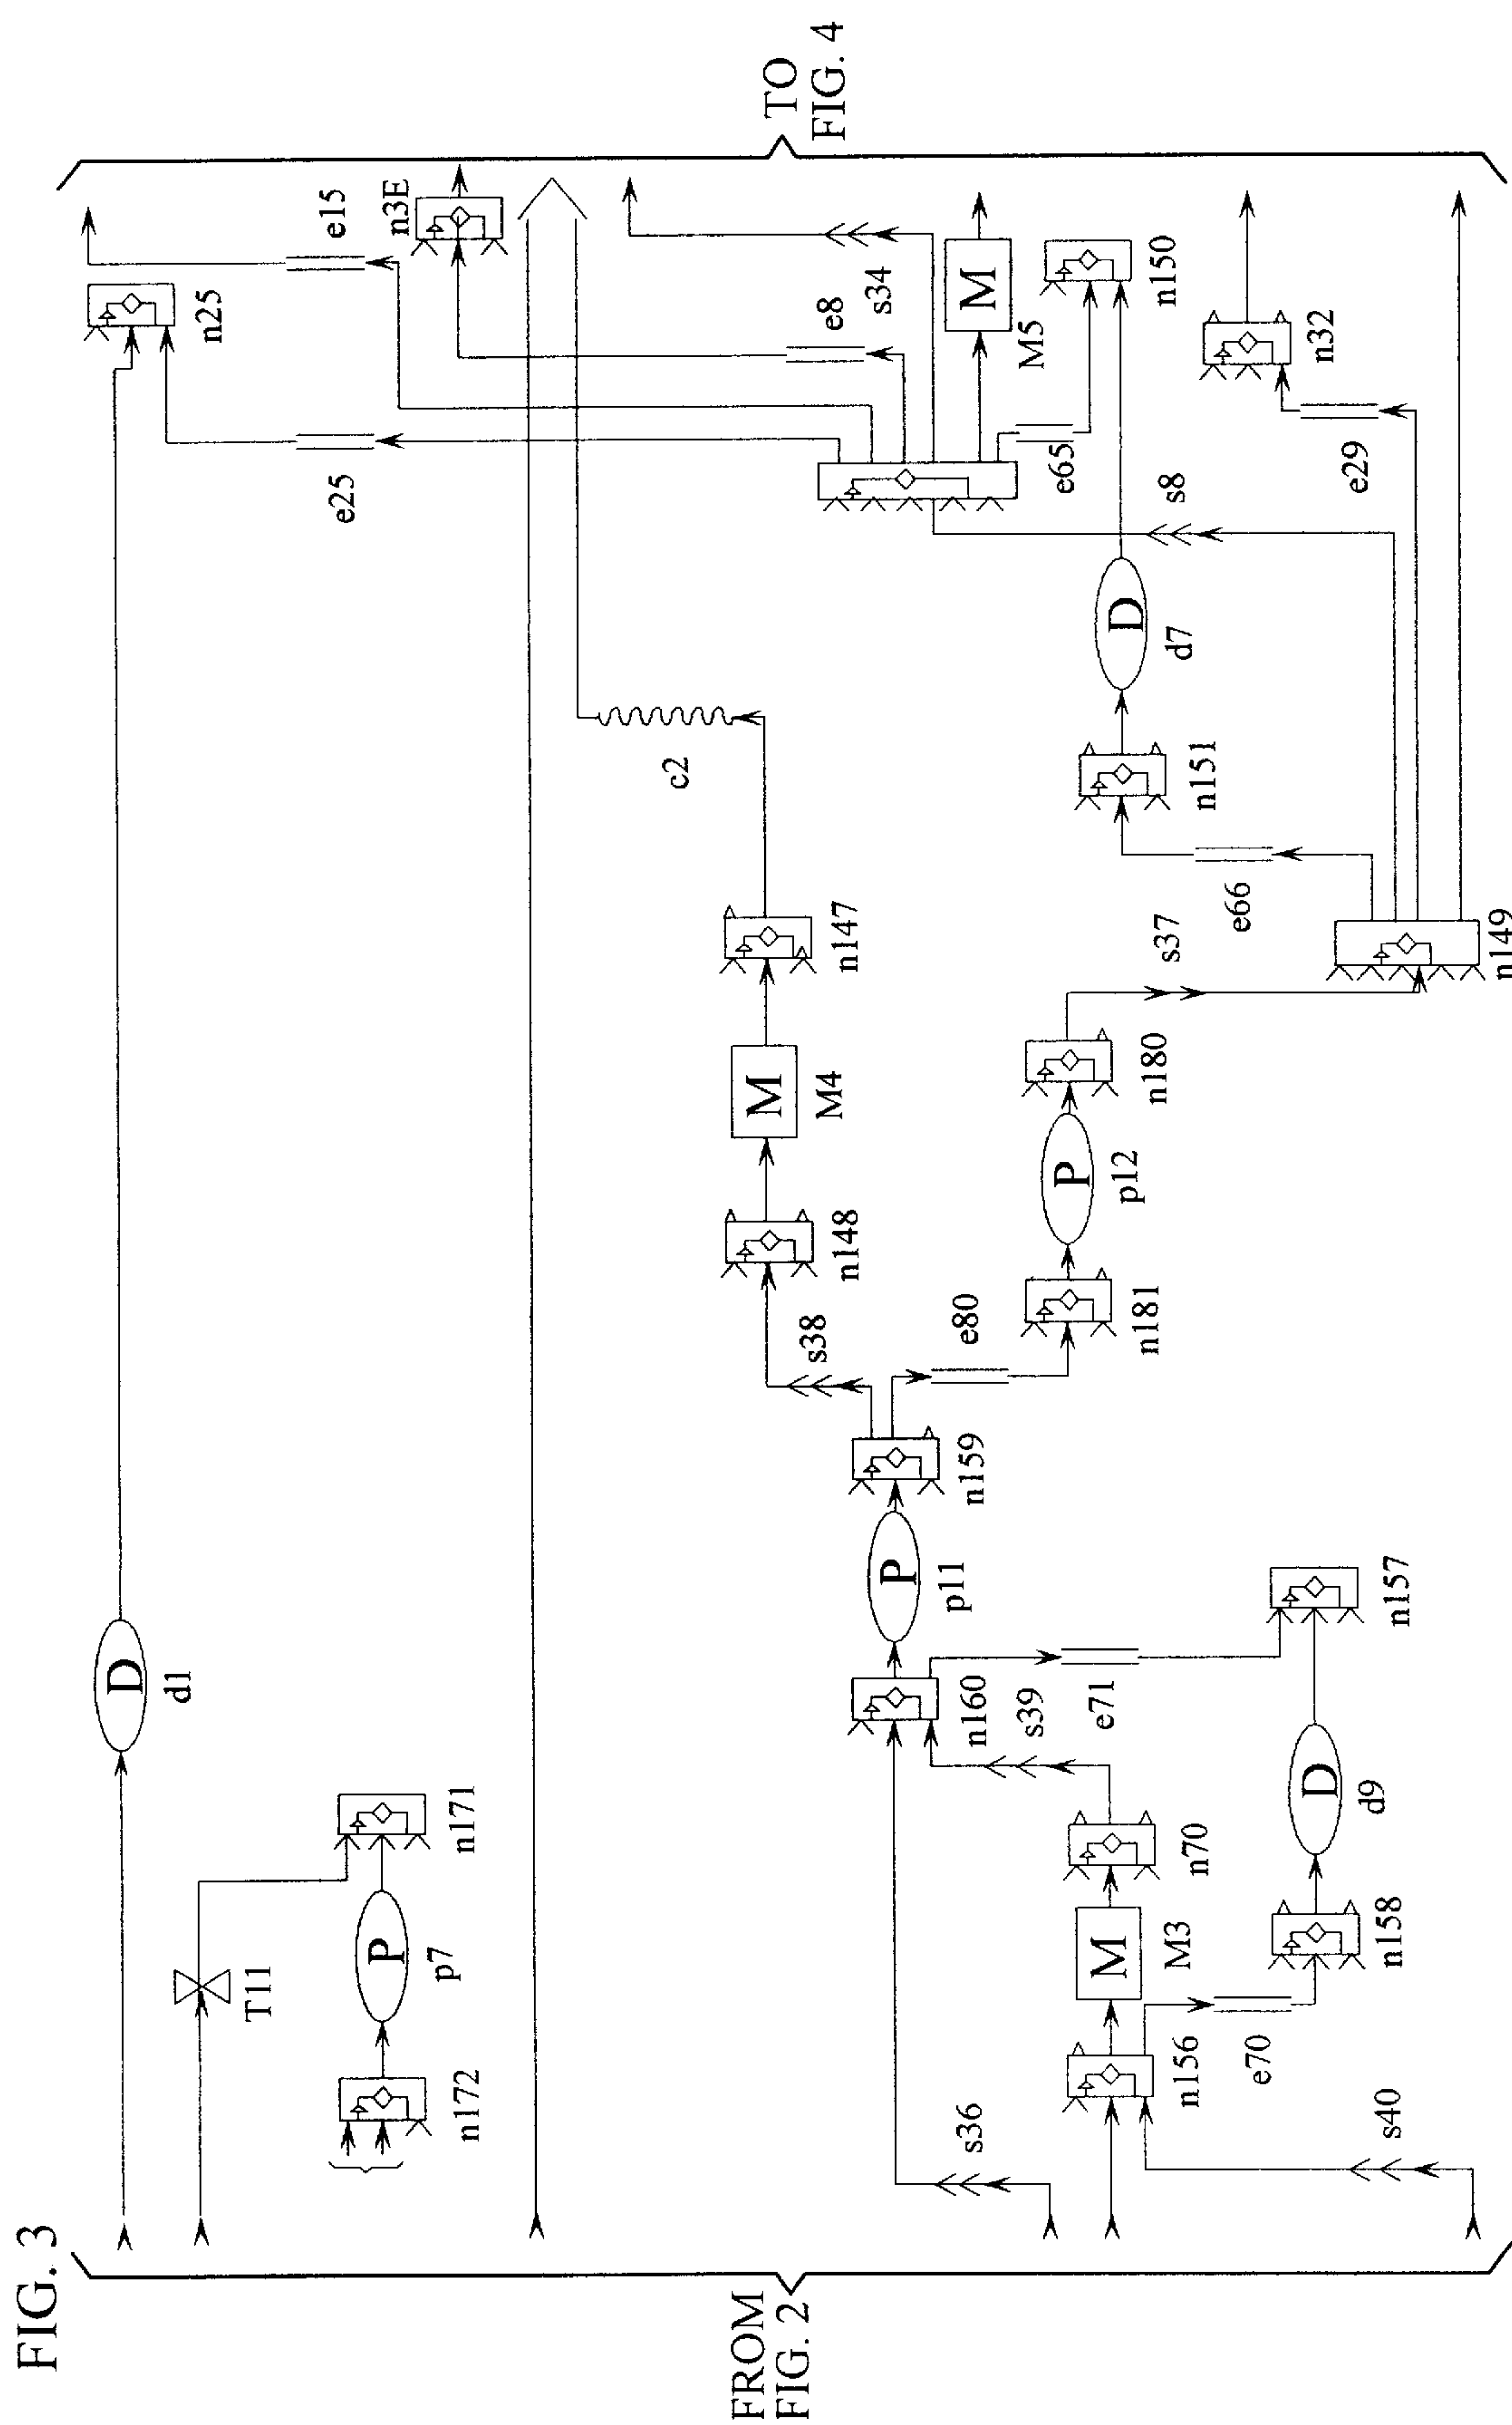 FIG. 3
FROM
FIG. 2
TO
FIG. 4
D
d1
n25
e25
e15
n3E
T11
n172
P
p7
n171
e8
s34
c2
M
M5
e65
n150
s38
n148
M
M4
n147
s36
n160
P
p11
n159
e80
n181
P
p12
n180
s37
s8
D
d7
n151
e66
n149
n32
e29
s39
e71
n157
n156
M
M3
n70
s40
e70
n158
D
d9